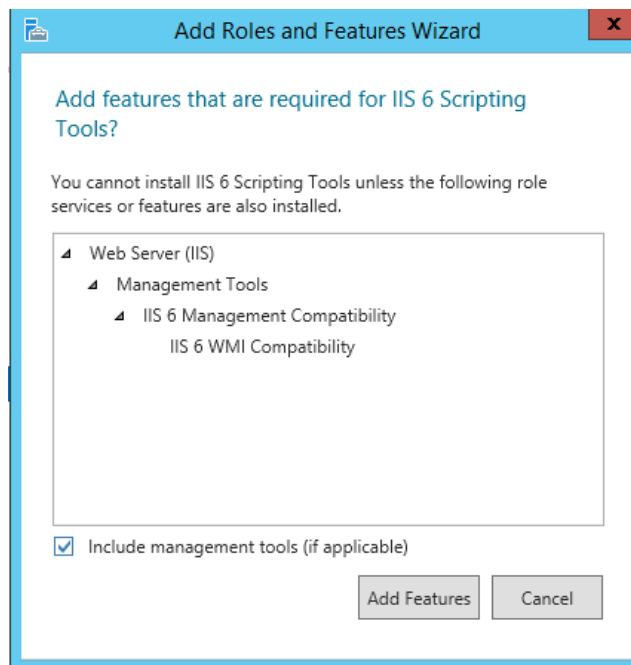 Add Roles and Features Wizard
x
Add features that are required for IIS 6 Scripting
Tools?
You cannot install IIS 6 Scripting Tools unless the following role
services or features are also installed.
Web Server (IIS)
Management Tools
IIS 6 Management Compatibility
IIS 6 WMI Compatibility
Include management tools (if applicable)
Add Features
Cancel